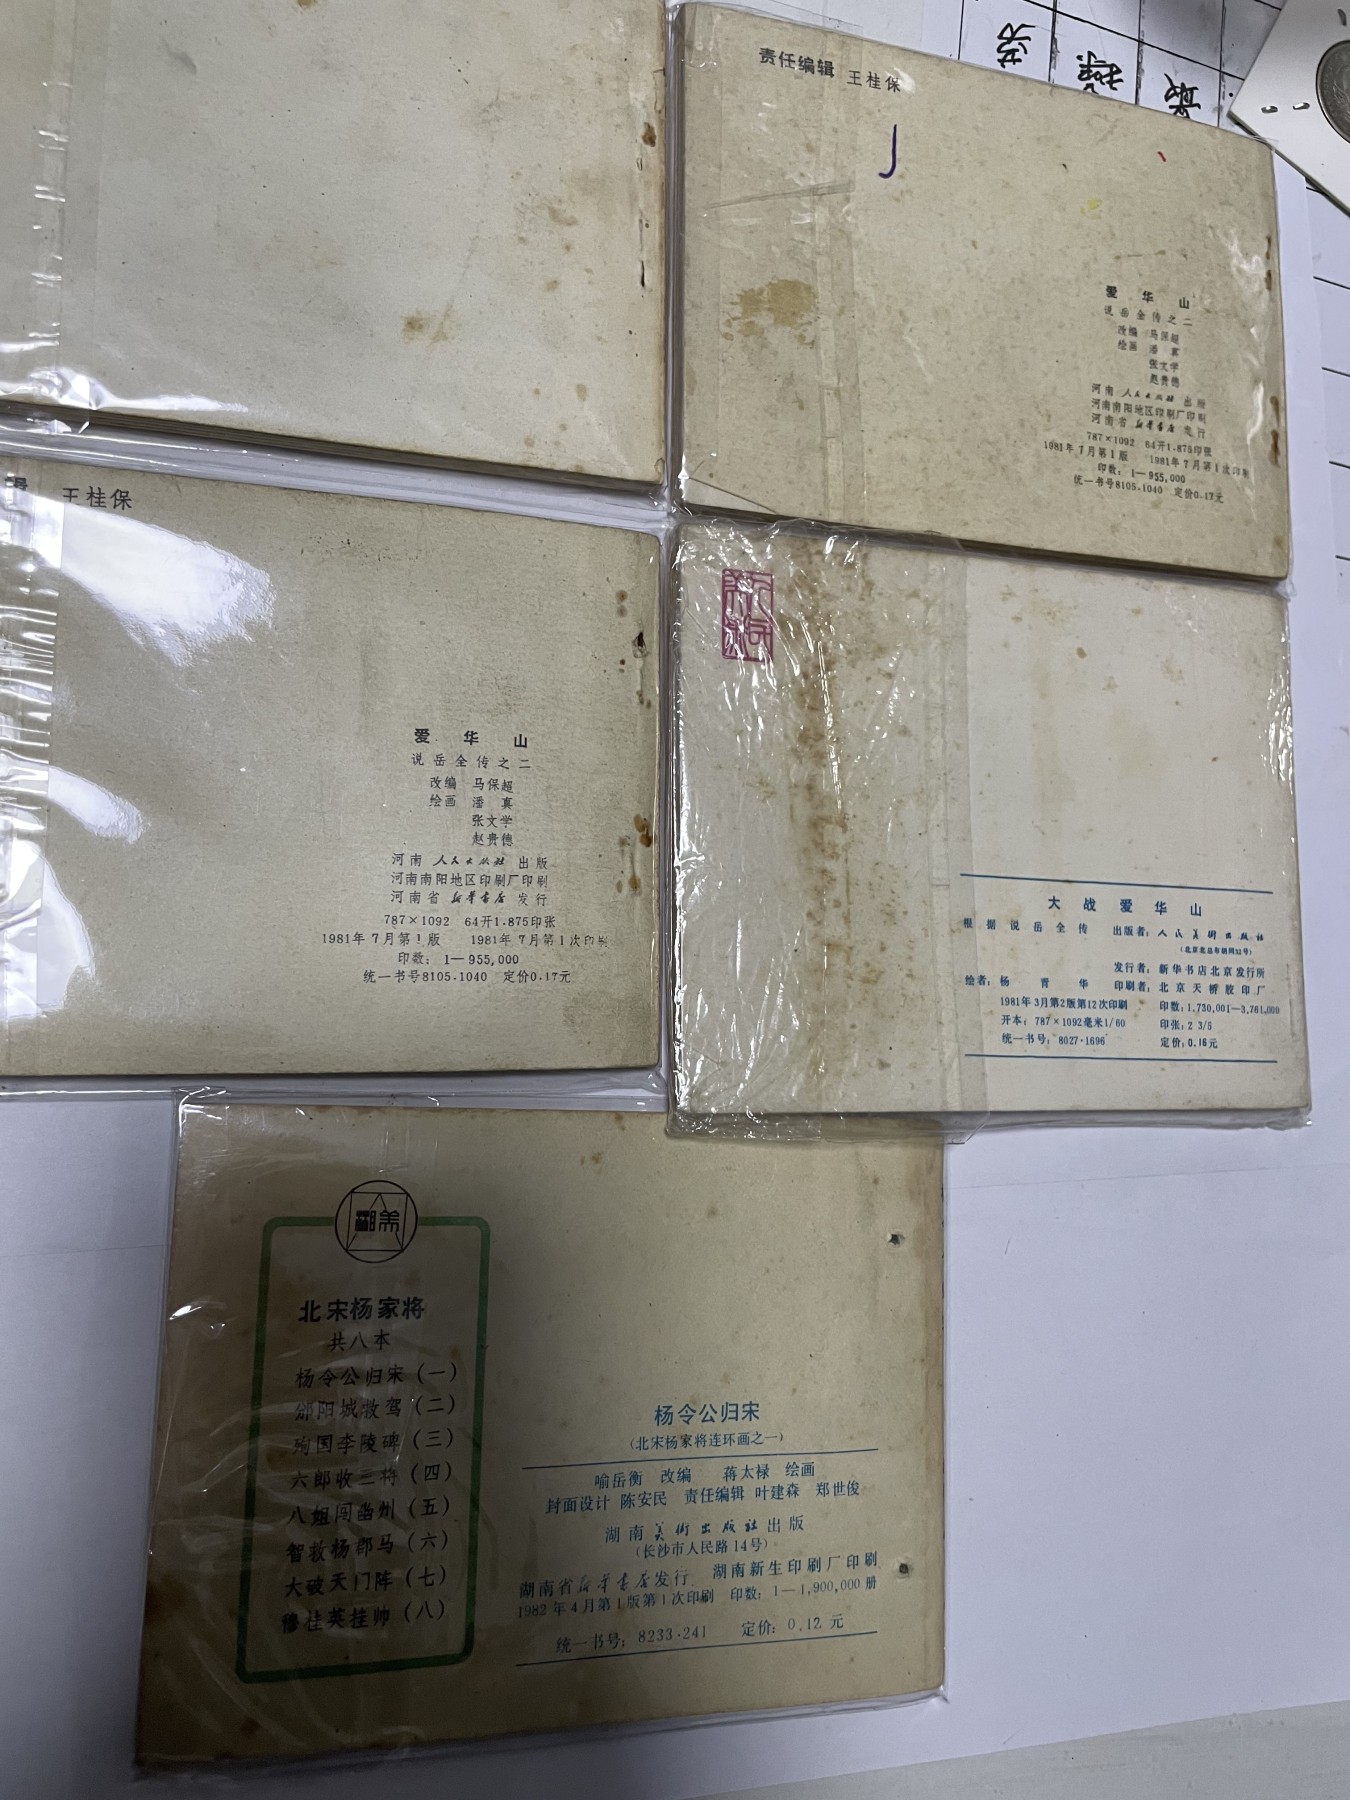 责任编辑 王桂保
爱华山
说岳全传之二
改编 马保超
绘画 潘真
张文学
赵贵德
河南人民出版社出版
河南南阳地区印刷厂印刷
河南省新华书店发行
787×1092 64开1.875印张
1981年7月第1版 1981年7月第1次印刷
印数：1—955,000
统一书号8105.1040 定价0.17元
辑 王桂保
爱华山
说岳全传之二
改编 马保超
绘画 潘真
张文学
赵贵德
河南人民出版社出版
河南南阳地区印刷厂印刷
河南省新华书店发行
787×1092 64开1.875印张
1981年7月第1版 1981年7月第1次印刷
印数：1—955,000
统一书号8105.1040 定价0.17元
大战爱华山
根据说岳全传 出版者：人民美术出版社
（北京北总布胡同32号）
发行者：新华书店北京发行所
绘者：杨青华 印刷者：北京天桥胶印厂
1981年3月第2版第12次印刷 印数：1,730,001—3,761,000
开本：787×1092毫米1/60 印张：2 3/5
统一书号：8027·1696 定价：0.16元
北宋杨家将
共八本
杨令公归宋（一）
邠阳城救驾（二）
殉国李陵碑（三）
六郎收三将（四）
八姐闯幽州（五）
智救杨郡马（六）
大破天门阵（七）
穆桂英挂帅（八）
杨令公归宋
（北宋杨家将连环画之一）
喻岳衡 改编 蒋太禄 绘画
封面设计 陈安民 责任编辑 叶建森 郑世俊
湖南美術出版社出版
（长沙市人民路14号）
湖南省新华书店发行 湖南新生印刷厂印刷
1982年4月第1版第1次印刷 印数：1—1,900,000册
统一书号：8233·241 定价：0.12元